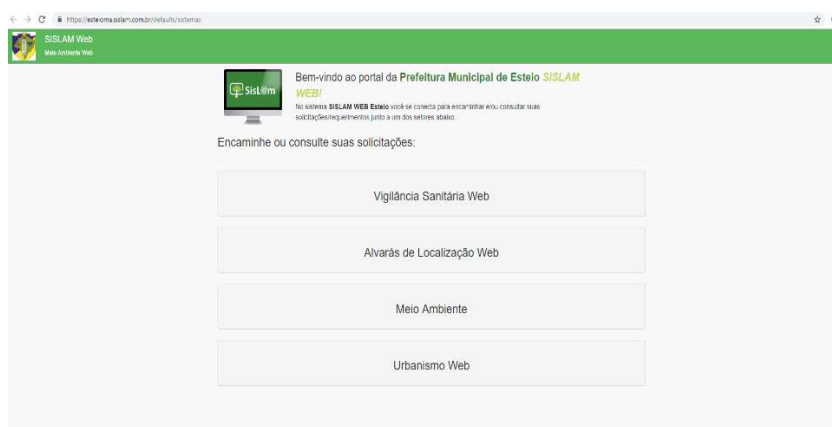 https://esteioma.sislam.com.br/defaults/sistemas
SISLAM Web
Meio Ambiente Web
SisL@m
Bem-vindo ao portal da Prefeitura Municipal de Esteio SISLAM
WEB!
No sistema SISLAM WEB Esteio você se conecta para encaminhar e/ou consultar suas
solicitações/requerimentos junto a um dos setores abaixo.
Encaminhe ou consulte suas solicitações:
Vigilância Sanitária Web
Alvarás de Localização Web
Meio Ambiente
Urbanismo Web